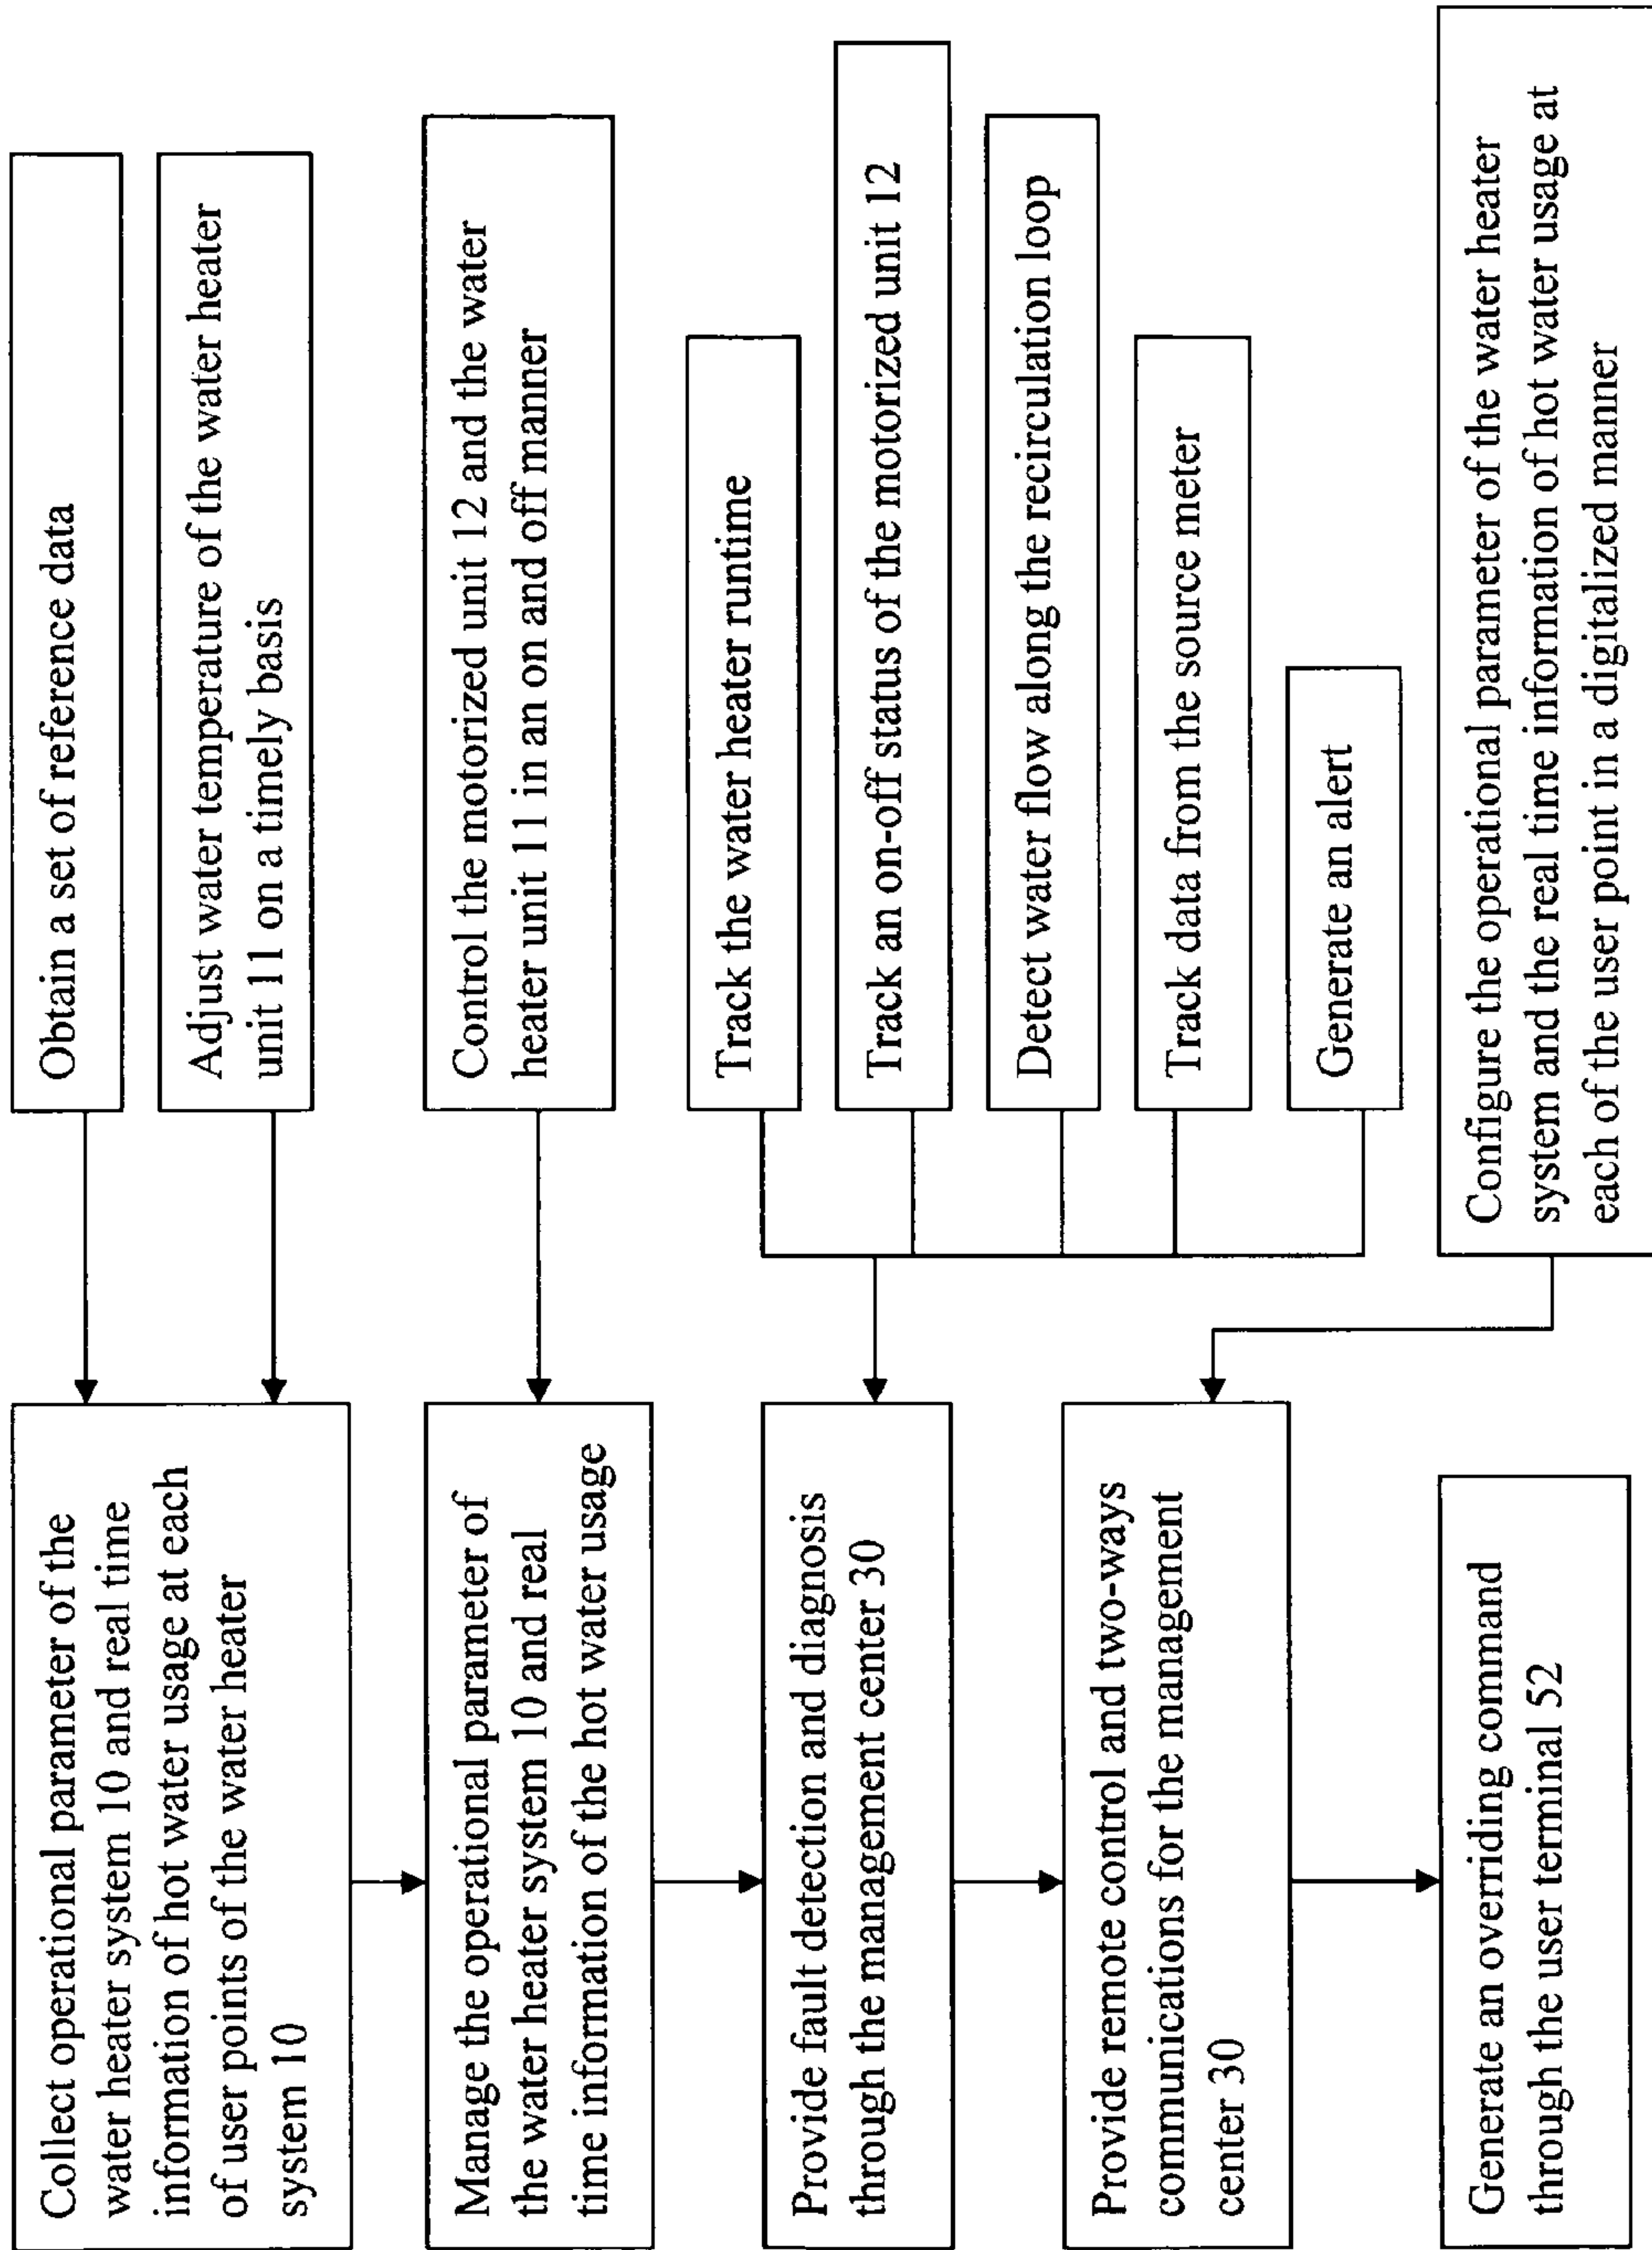 Collect operational parameter of the
water heater system 10 and real time
information of hot water usage at each
of user points of the water heater
system 10
Obtain a set of reference data
Adjust water temperature of the water heater
unit 11 on a timely basis
Manage the operational parameter of
the water heater system 10 and real
time information of the hot water usage
Control the motorized unit 12 and the water
heater unit 11 in an on and off manner
Provide fault detection and diagnosis
through the management center 30
Track the water heater runtime
Track an on-off status of the motorized unit 12
Detect water flow along the recirculation loop
Track data from the source meter
Generate an alert
Provide remote control and two-ways
communications for the management
center 30
Configure the operational parameter of the water heater
system and the real time information of hot water usage at
each of the user point in a digitalized manner
Generate an overriding command
through the user terminal 52